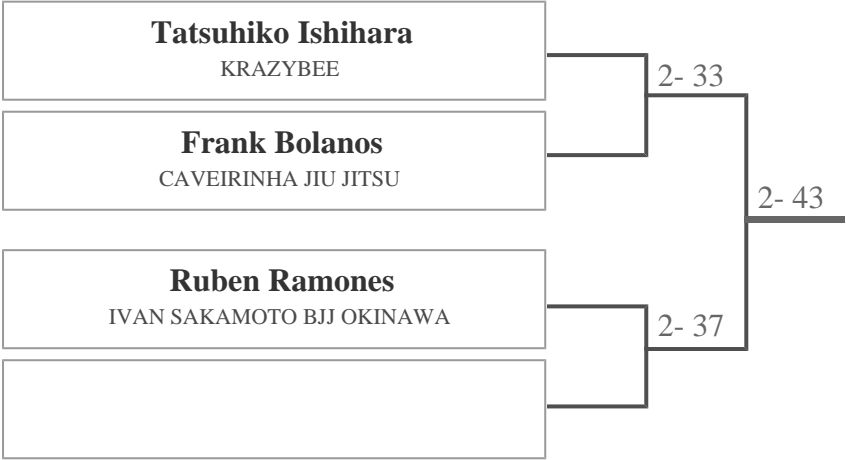 Tatsuhiko Ishihara
KRAZYBEE
2- 33
Frank Bolanos
CAVEIRINHA JIU JITSU
2- 43
Ruben Ramones
IVAN SAKAMOTO BJJ OKINAWA
2- 37